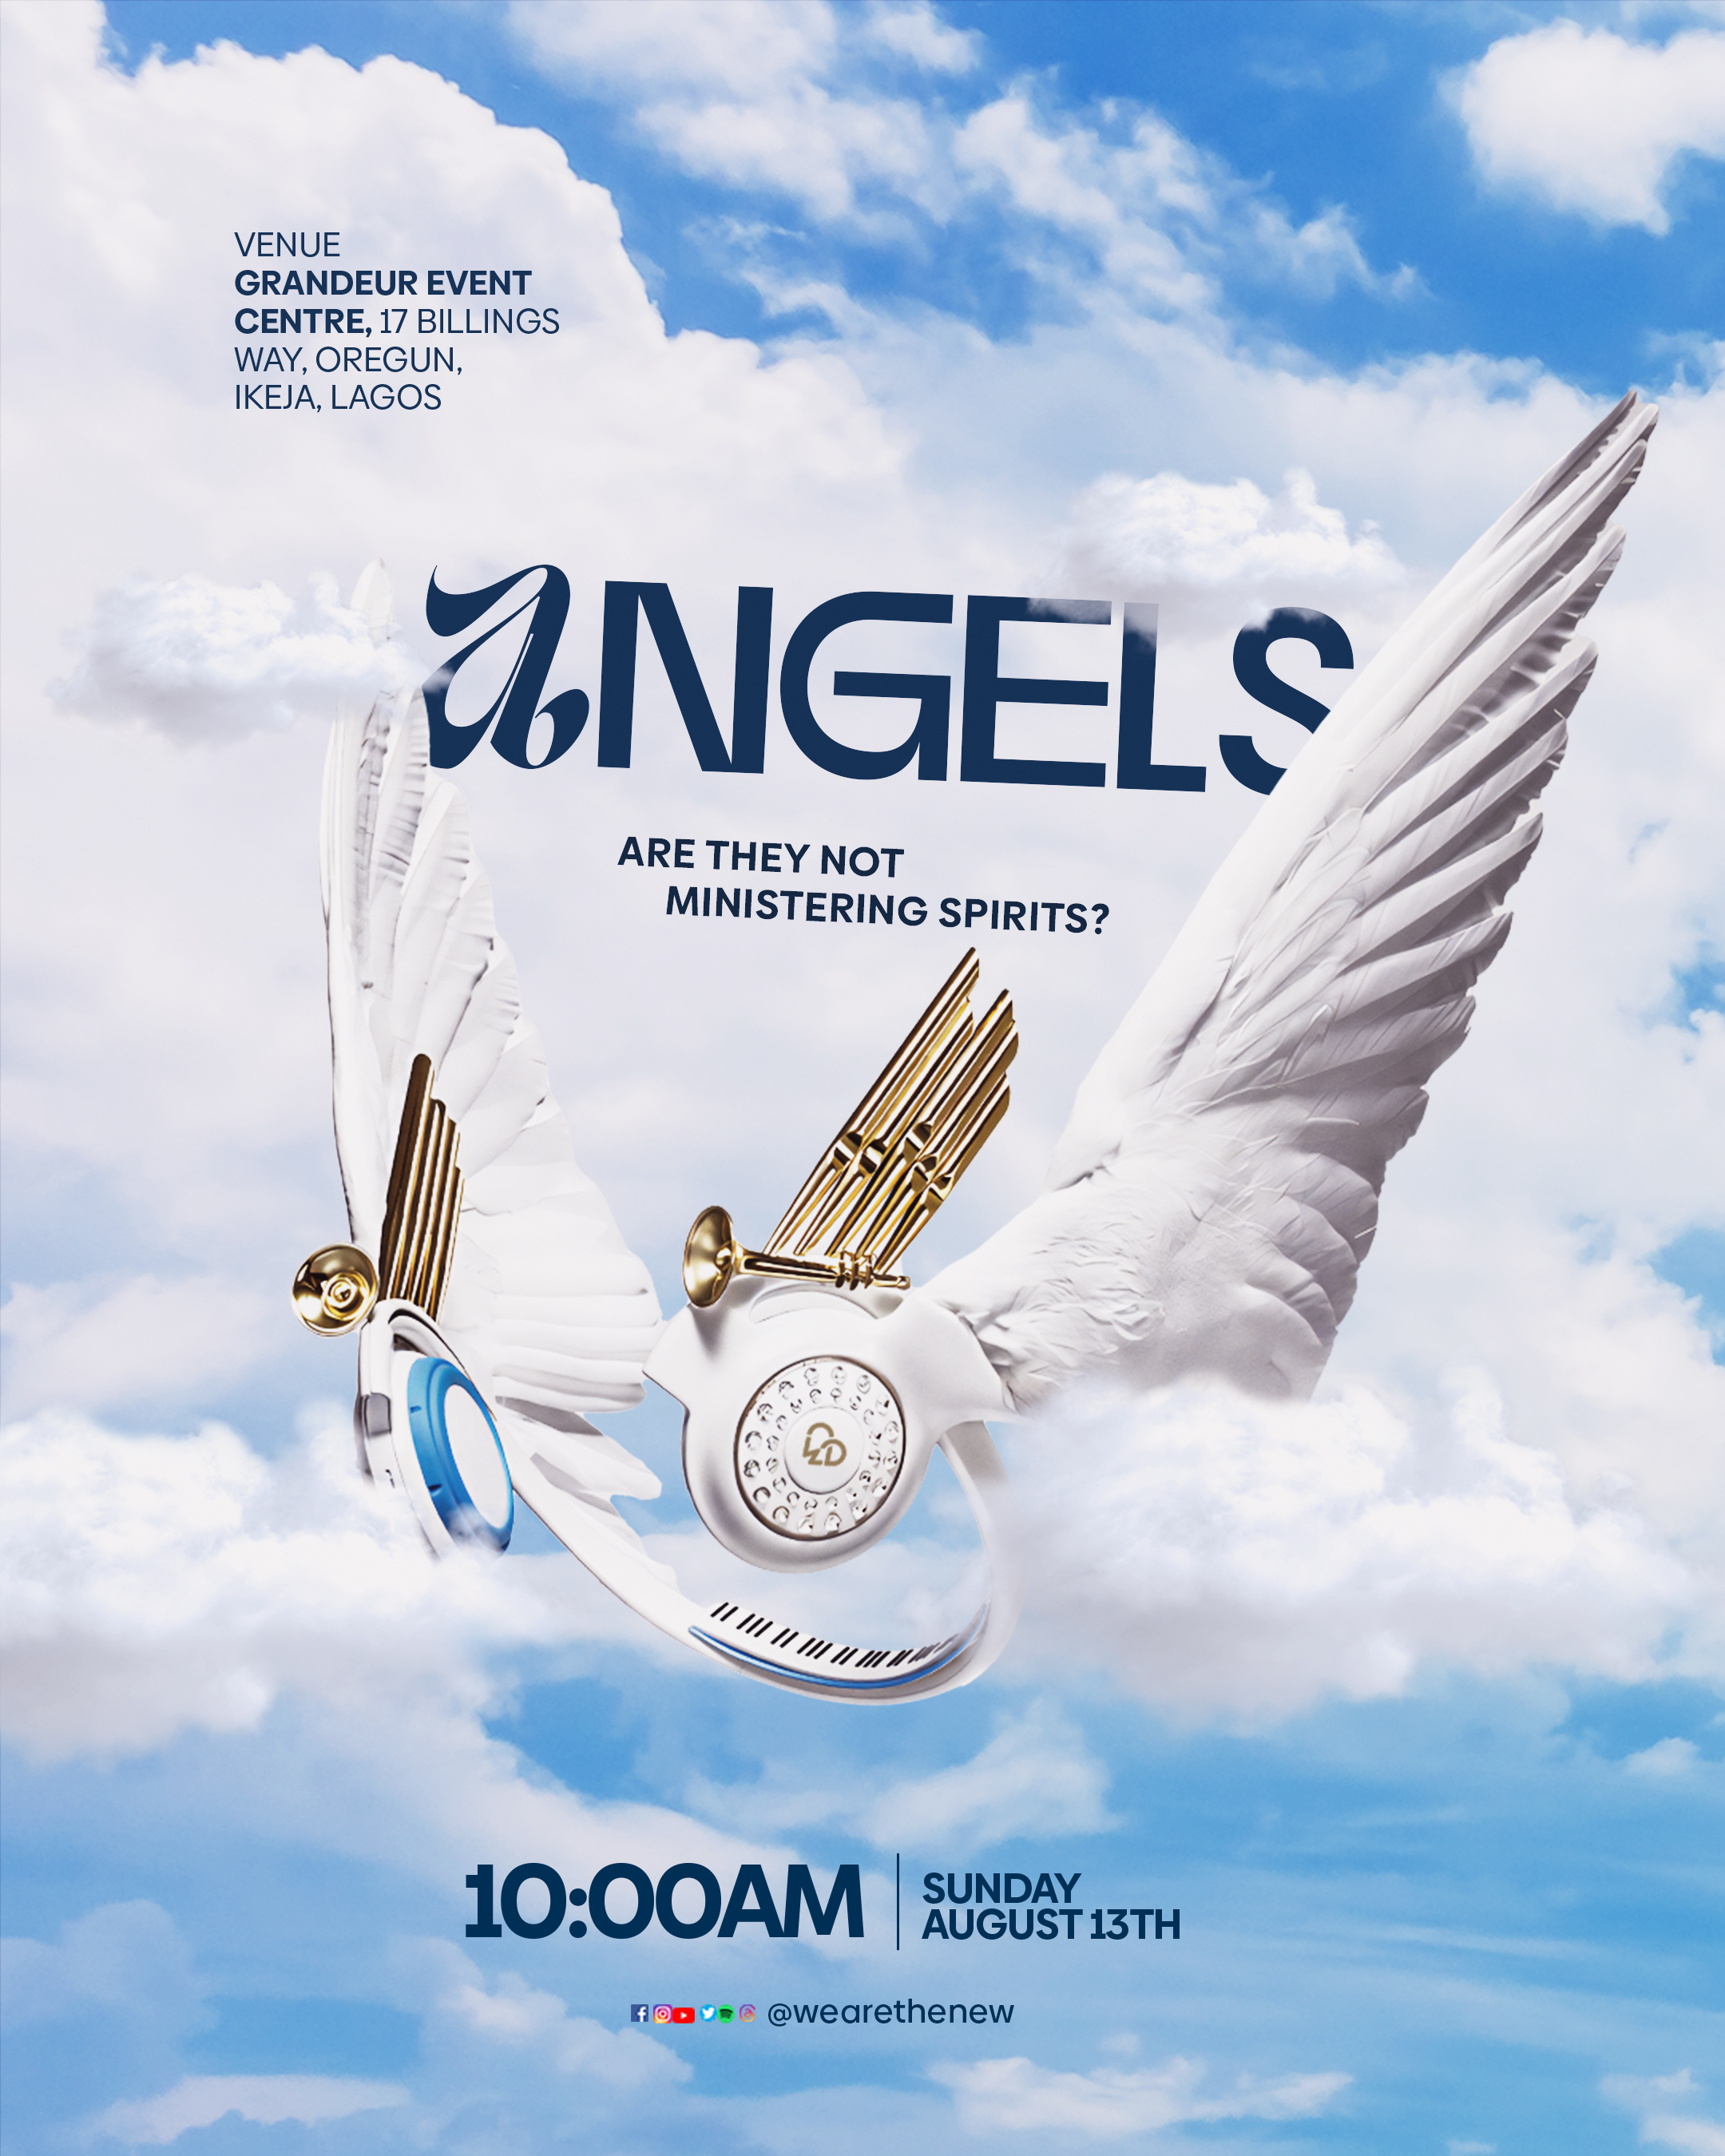 VENUE
GRANDEUR EVENT
CENTRE, 17 BILLINGS
WAY, OREGUN,
IKEJA, LAGOS
aNGELS
ARE THEY NOT
MINISTERING SPIRITS?
10:00AM
SUNDAY
AUGUST 13TH
@wearethenew